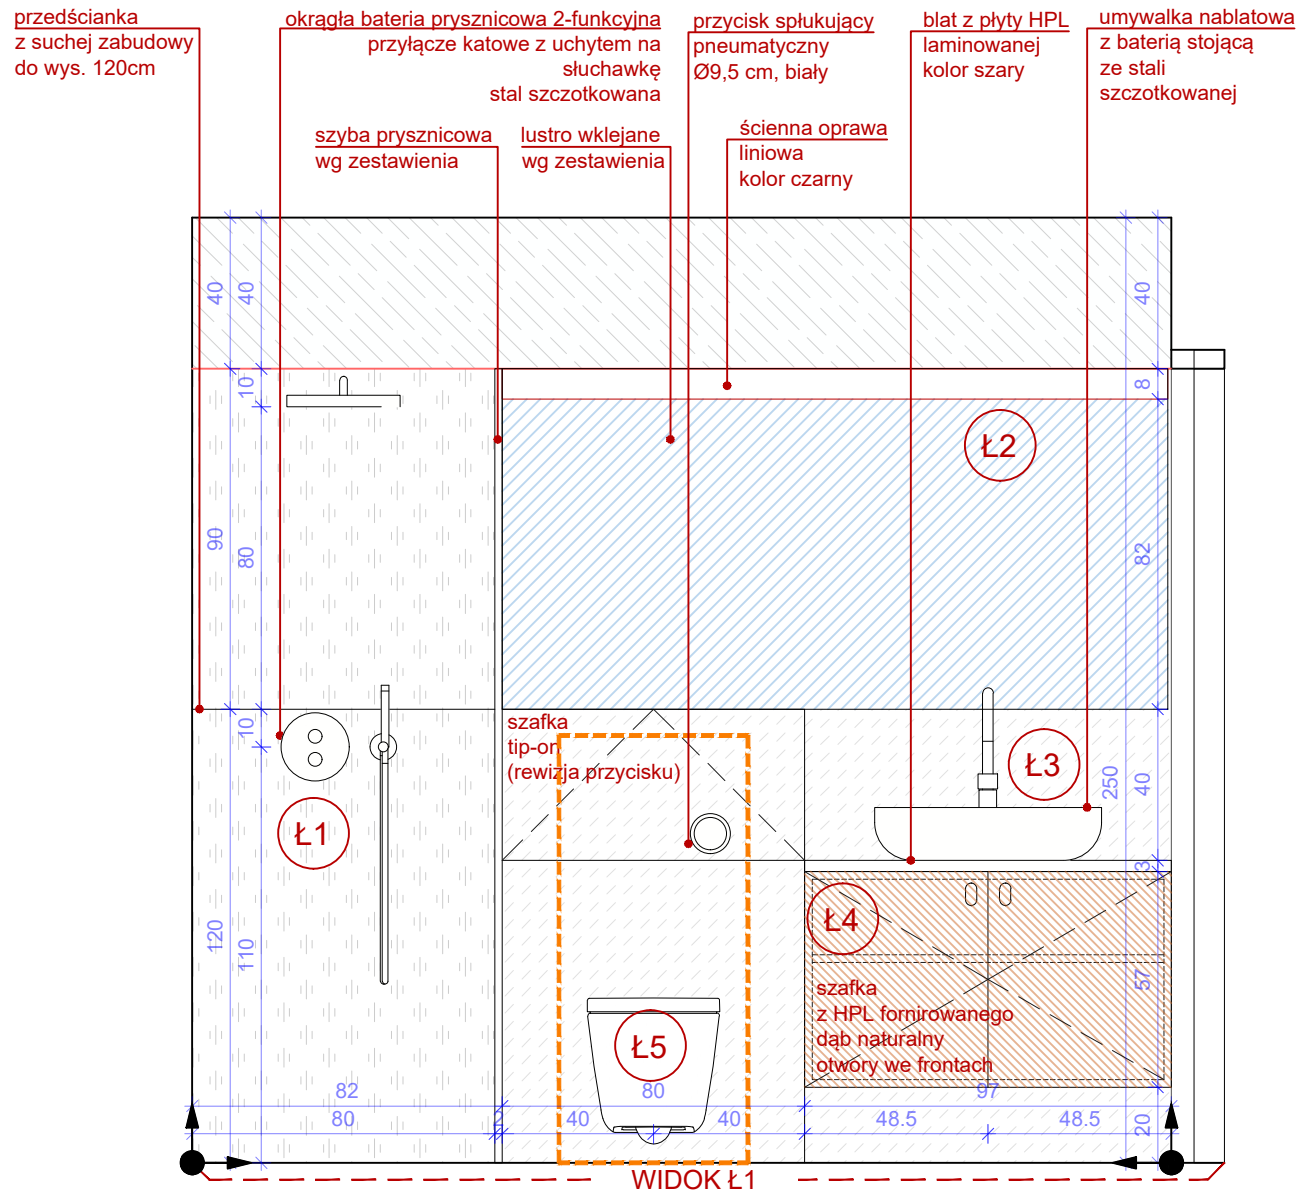 przedścianka
z suchej zabudowy
do wys. 120cm
okrągła bateria prysznicowa 2-funkcyjna
przyłącze katowe z uchytem na
słuchawkę
stal szczotkowana
przycisk spłukujący
pneumatyczny
Ø9,5 cm, biały
blat z płyty HPL
laminowanej
kolor szary
umywalka nablatowa
z baterią stojącą
ze stali
szczotkowanej
szyba prysznicowa
wg zestawienia
lustro wklejane
wg zestawienia
ścienna oprawa
liniowa
kolor czarny
40
40
40
10
8
Ł2
90
80
82
szafka
tip-on
(rewizja przycisku)
10
Ł3
250
40
Ł1
3
Ł4
120
110
57
szafka
z HPL fornirowanego
dąb naturalny
otwory we frontach
Ł5
82
80
97
80
2
40
40
48.5
48.5
20
WIDOK Ł1